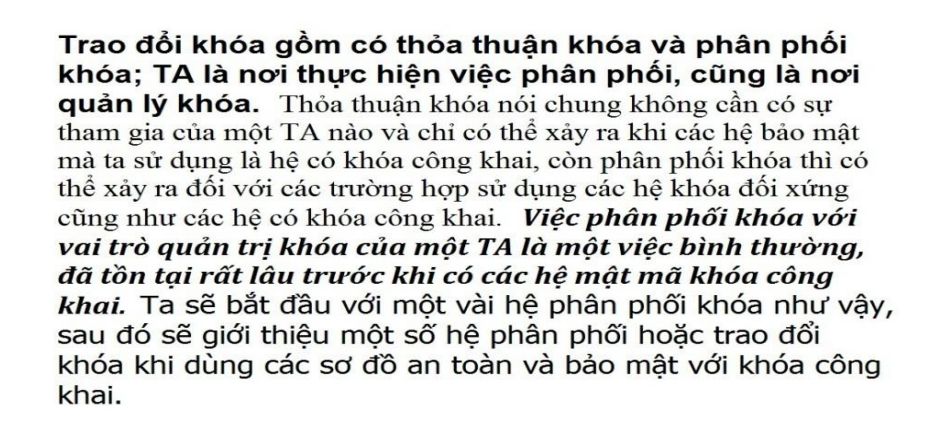 Trao đổi khóa gồm có thỏa thuận khóa và phân phối
khóa; TA là nơi thực hiện việc phân phối, cũng là nơi
quản lý khóa. Thỏa thuận khóa nói chung không cần có sự
tham gia của một TA nào và chỉ có thể xảy ra khi các hệ bảo mật
mà ta sử dụng là hệ có khóa công khai, còn phân phối khóa thì có
thể xảy ra đối với các trường hợp sử dụng các hệ khóa đối xứng
cũng như các hệ có khóa công khai. Việc phân phối khóa với
vai trò quản trị khóa của một TA là một việc bình thường,
đã tồn tại rất lâu trước khi có các hệ mật mã khóa công
khai. Ta sẽ bắt đầu với một vài hệ phân phối khóa như vậy,
sau đó sẽ giới thiệu một số hệ phân phối hoặc trao đổi
khóa khi dùng các sơ đồ an toàn và bảo mật với khóa công
khai.